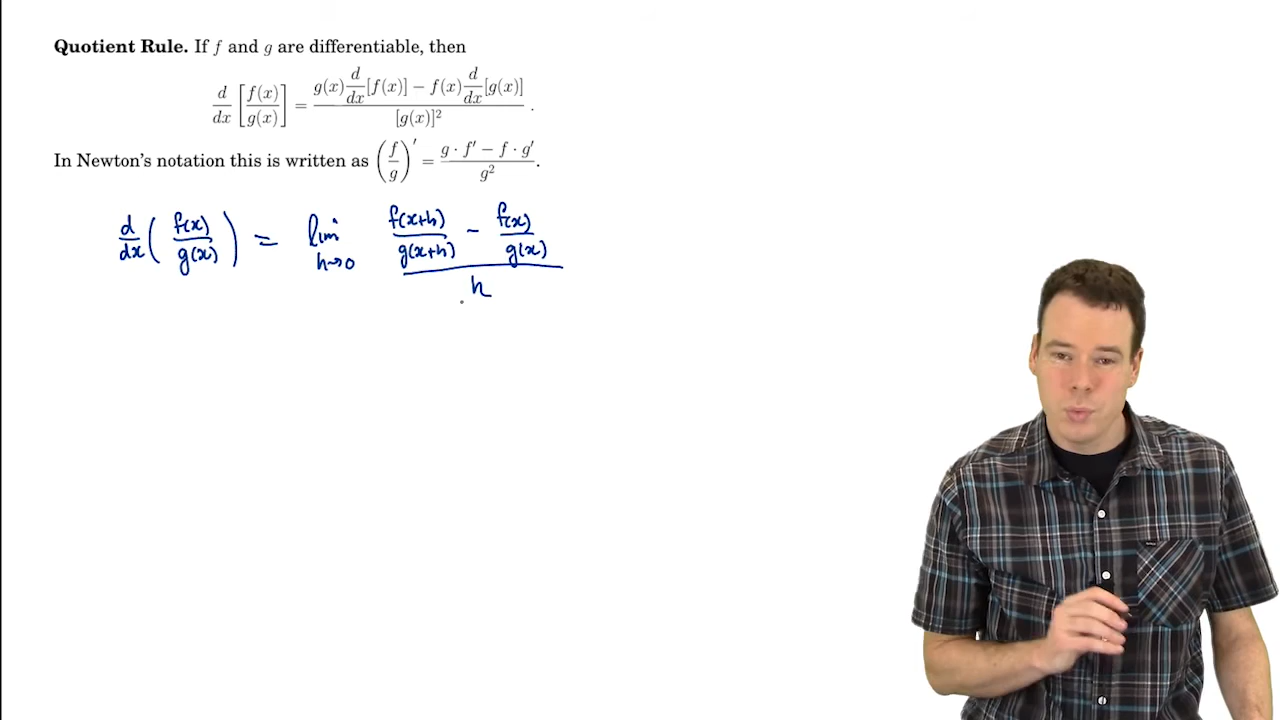 Quotient Rule. If f and g are differentiable, then
d/dx [f(x)/g(x)] = (g(x) d/dx[f(x)] − f(x) d/dx[g(x)]) / [g(x)]² .
In Newton's notation this is written as (f/g)′ = (g · f′ − f · g′)/g².
d/dx (f(x)/g(x)) = lim h→0 (f(x+h)/g(x+h) − f(x)/g(x)) / h